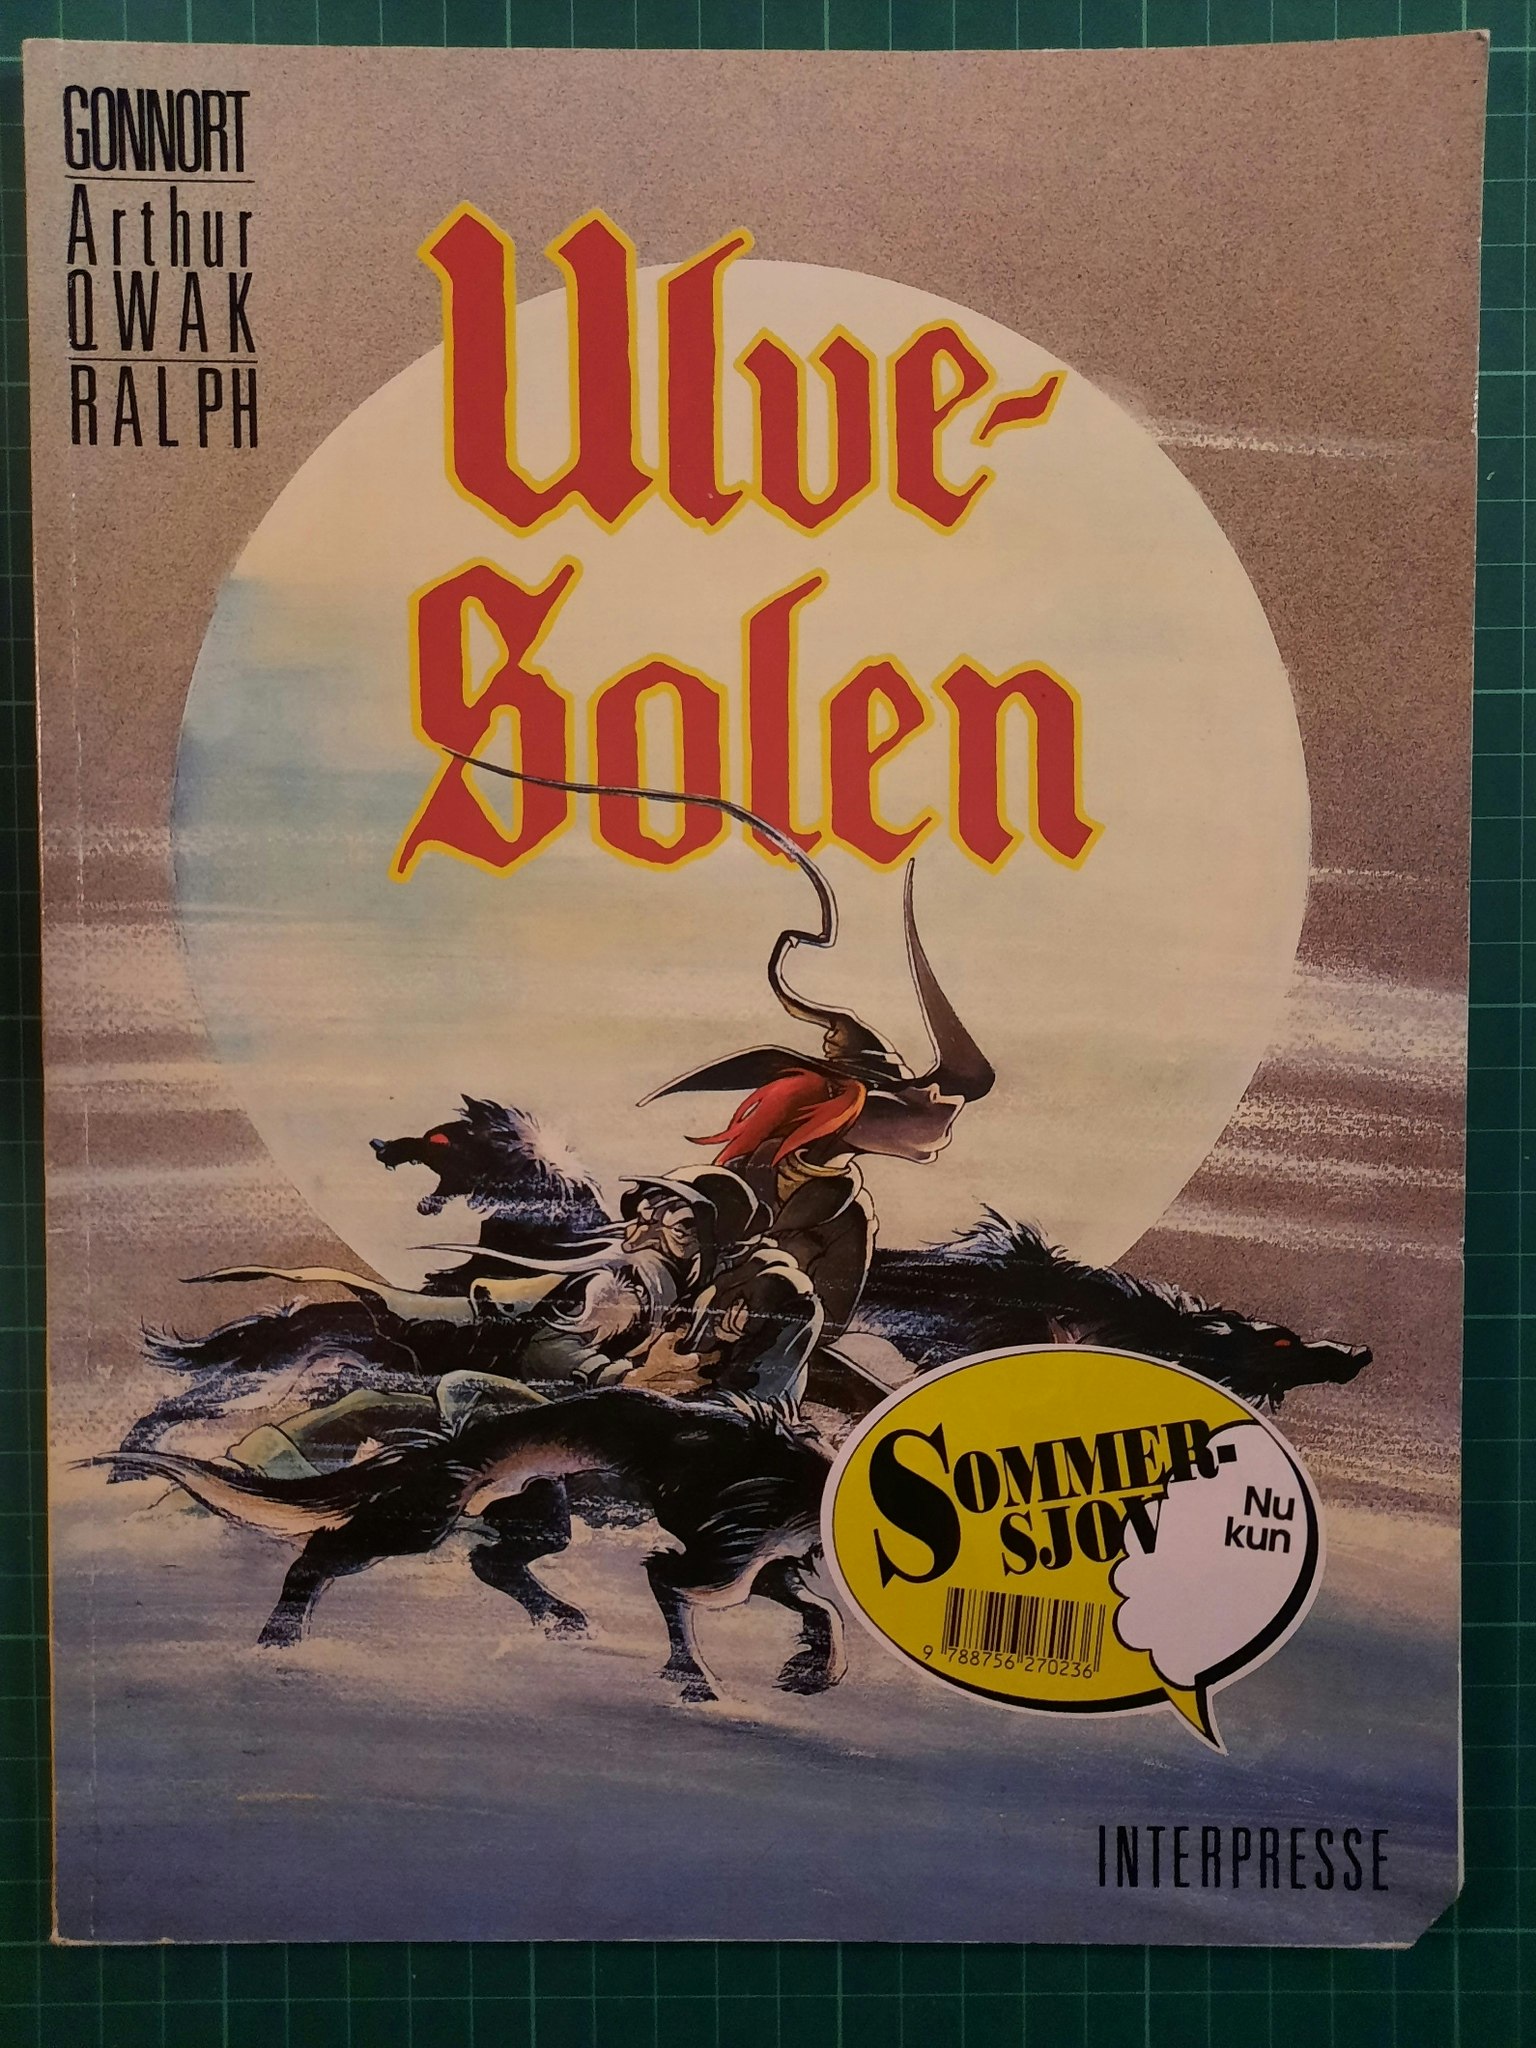 GONNORT
Arthur
QWAK
RALPH
Ulve-
Solen
SOMMER-
SJOV
Nu
kun
9 788756 270236
INTERPRESSE